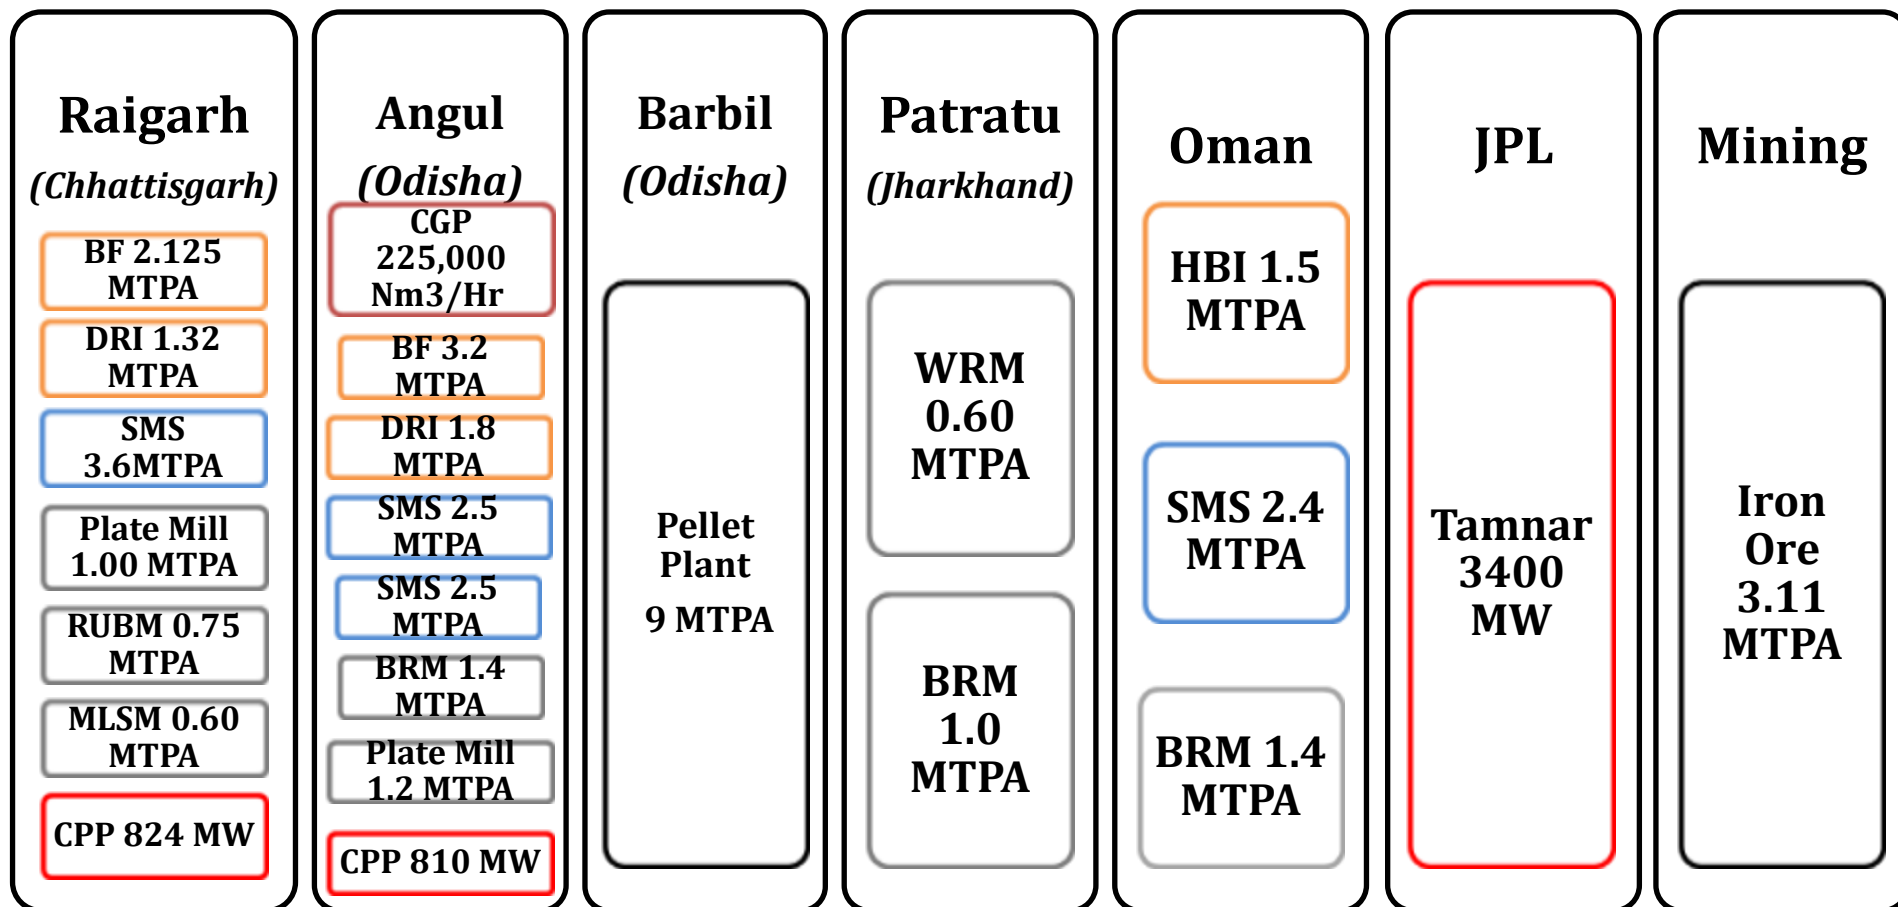 Raigarh
(Chhattisgarh)
BF 2.125
MTPA
DRI 1.32
MTPA
SMS
3.6MTPA
Plate Mill
1.00 MTPA
RUBM 0.75
MTPA
MLSM 0.60
MTPA
CPP 824 MW
Angul
(Odisha)
CGP
225,000
Nm3/Hr
BF 3.2
MTPA
DRI 1.8
MTPA
SMS 2.5
MTPA
SMS 2.5
MTPA
BRM 1.4
MTPA
Plate Mill
1.2 MTPA
CPP 810 MW
Barbil
(Odisha)
Pellet
Plant
9 MTPA
Patratu
(Jharkhand)
WRM
0.60
MTPA
BRM
1.0
MTPA
Oman
HBI 1.5
MTPA
SMS 2.4
MTPA
BRM 1.4
MTPA
JPL
Tamnar
3400
MW
Mining
Iron
Ore
3.11
MTPA